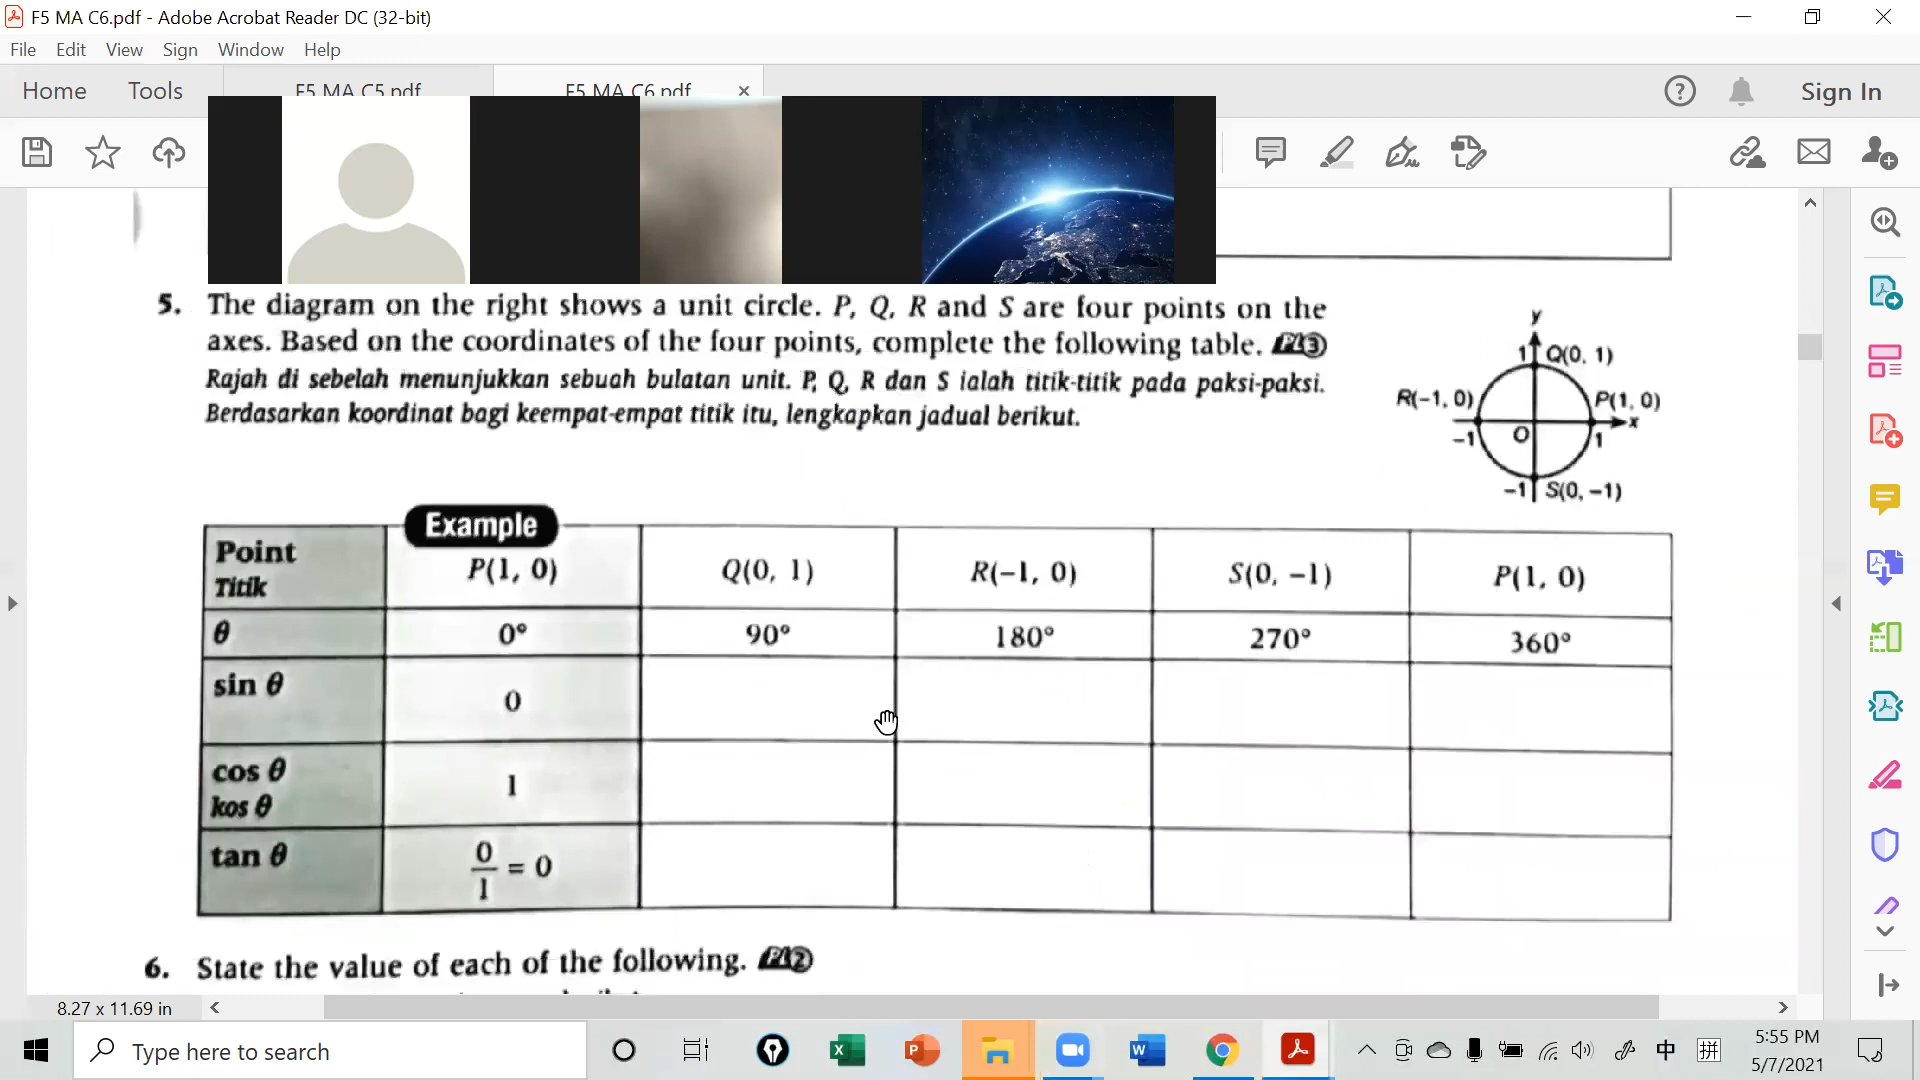 F5 MA C6.pdf - Adobe Acrobat Reader DC (32-bit)
File Edit View Sign Window Help
Home Tools F5 MA C5.pdf F5 MA C6.pdf × Sign In
5. The diagram on the right shows a unit circle. P, Q, R and S are four points on the
axes. Based on the coordinates of the four points, complete the following table. PL3
Rajah di sebelah menunjukkan sebuah bulatan unit. P, Q, R dan S ialah titik-titik pada paksi-paksi.
Berdasarkan koordinat bagi keempat-empat titik itu, lengkapkan jadual berikut.
y
1 Q(0, 1)
R(−1, 0) P(1, 0)
x
−1 O 1
−1 S(0, −1)
Example
Point
Titik
P(1, 0) Q(0, 1) R(−1, 0) S(0, −1) P(1, 0)
θ 0° 90° 180° 270° 360°
sin θ 0
cos θ
kos θ
1
tan θ 0/1 = 0
6. State the value of each of the following. PL2
8.27 x 11.69 in
Type here to search
中 拼
5:55 PM
5/7/2021